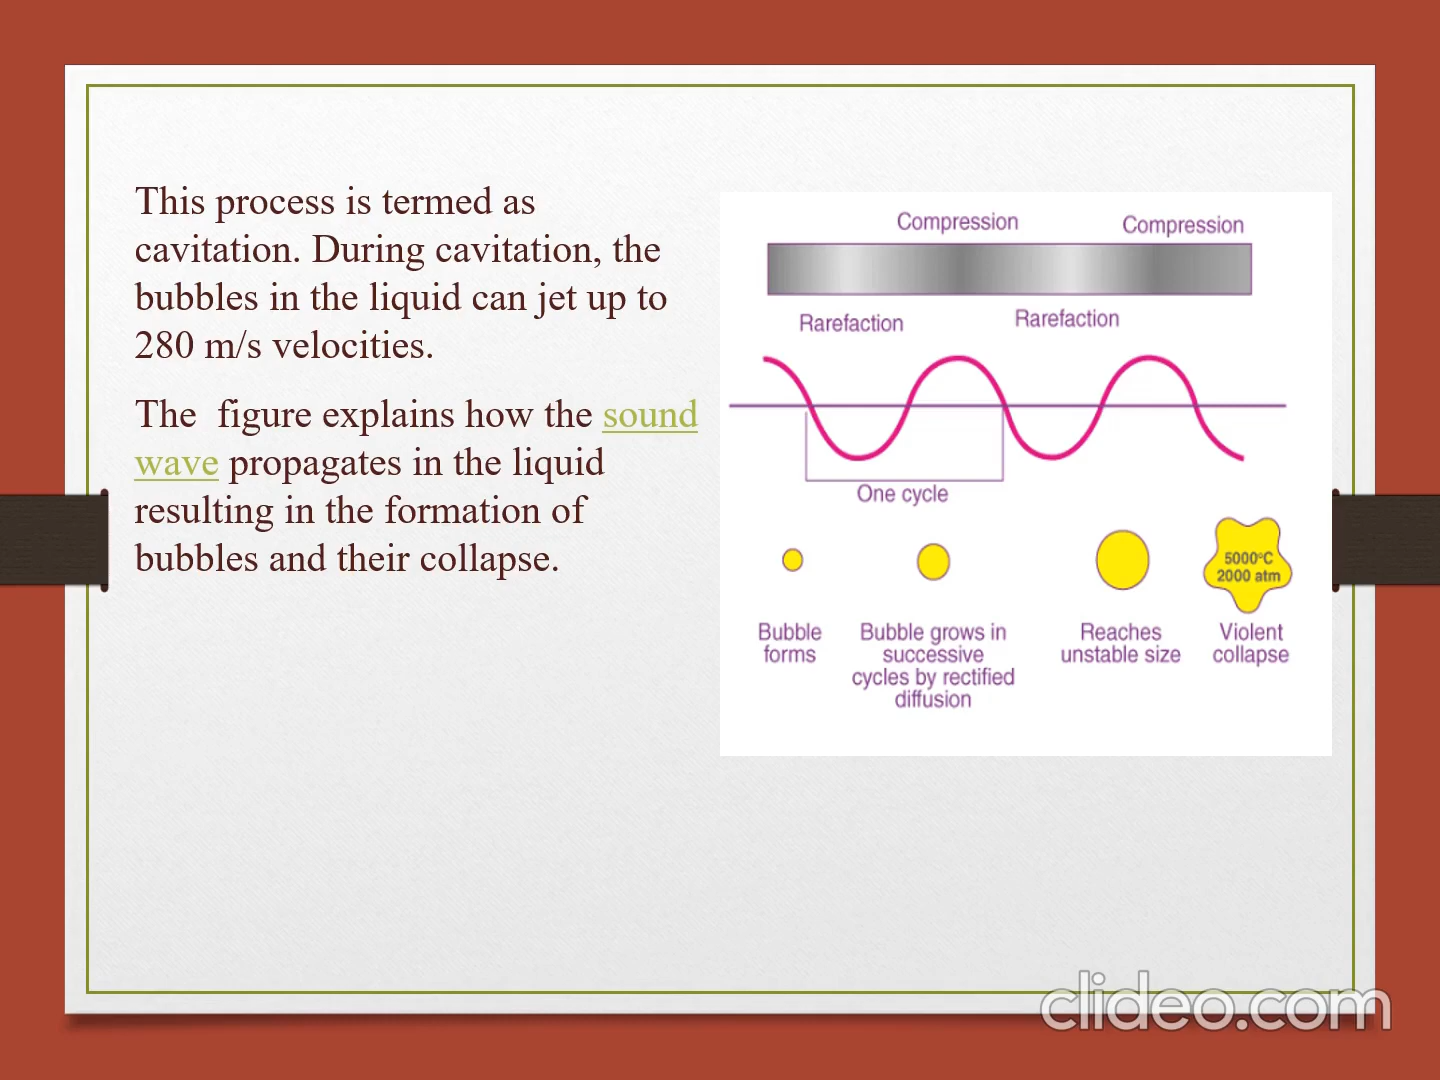 This process is termed as
cavitation. During cavitation, the
bubbles in the liquid can jet up to
280 m/s velocities.
The  figure explains how the sound
wave propagates in the liquid
resulting in the formation of
bubbles and their collapse.
Compression
Compression
Rarefaction
Rarefaction
One cycle
5000°C
2000 atm
Bubble
forms
Bubble grows in
successive
cycles by rectified
diffusion
Reaches
unstable size
Violent
collapse
clideo.com